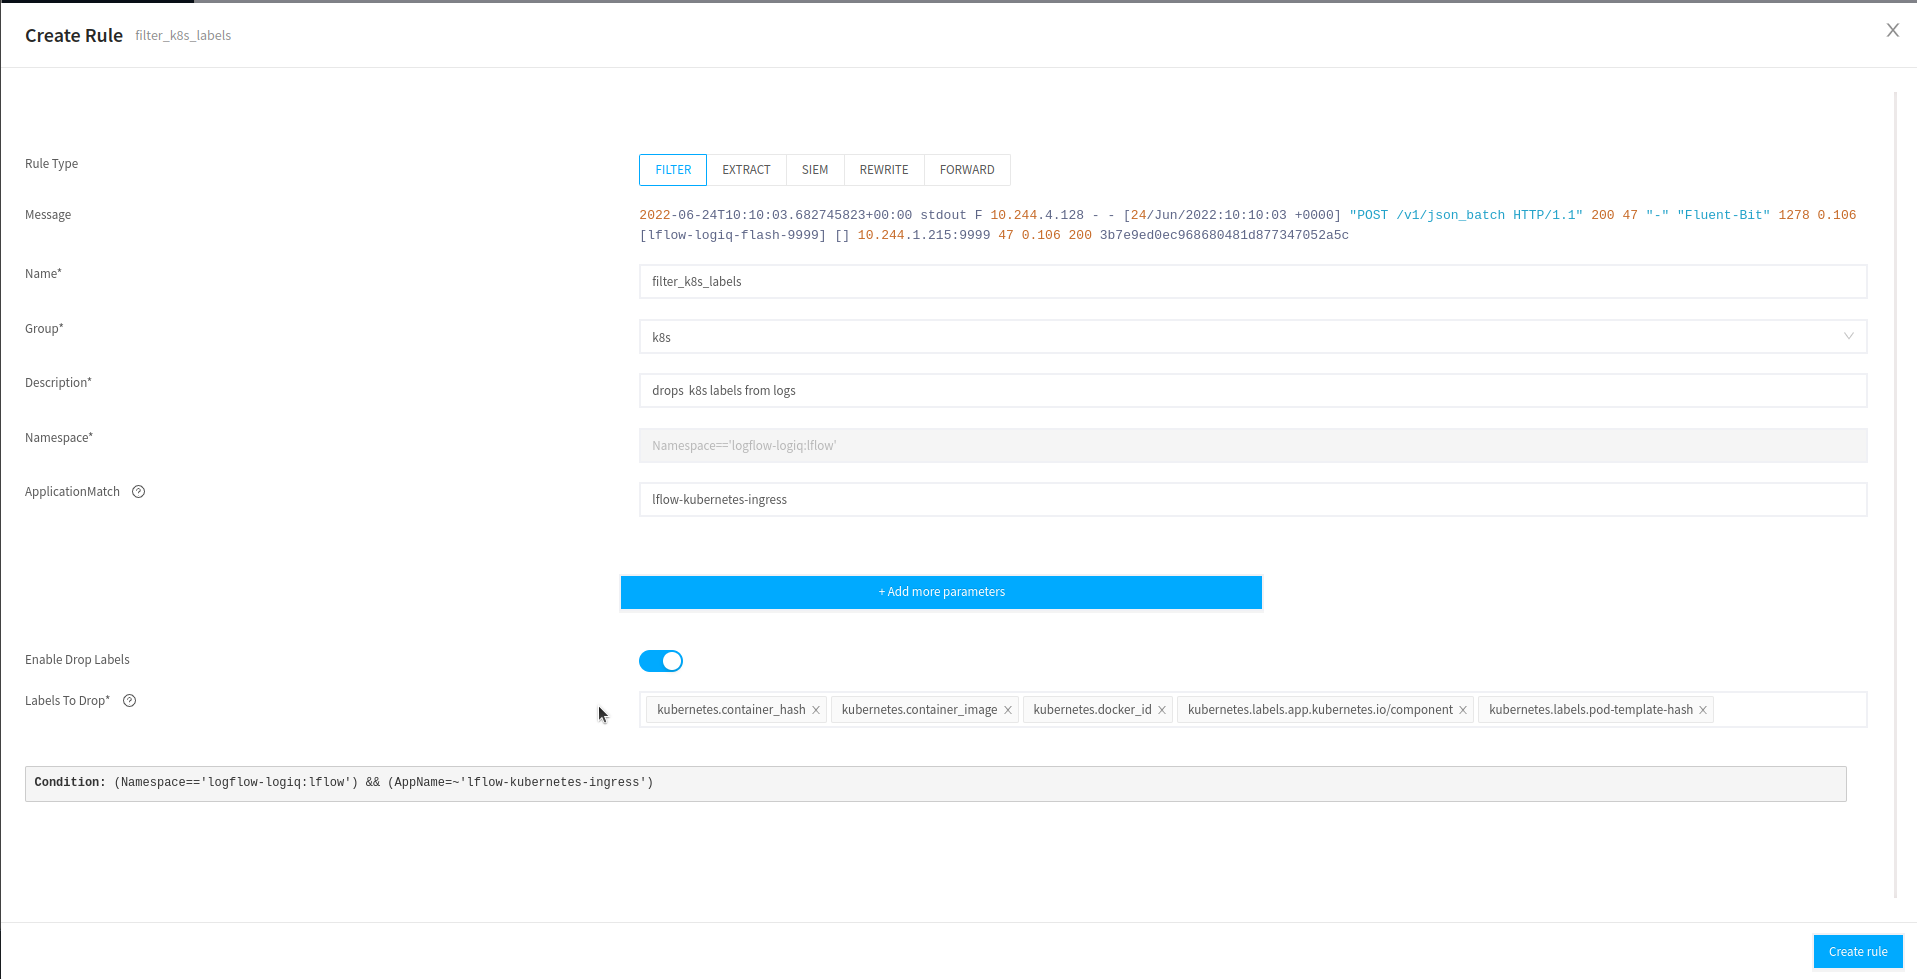 Create Rule filter_k8s_labels
Rule Type
FILTER EXTRACT SIEM REWRITE FORWARD
Message
2022-06-24T10:10:03.682745823+00:00 stdout F 10.244.4.128 - - [24/Jun/2022:10:10:03 +0000] "POST /v1/json_batch HTTP/1.1" 200 47 "-" "Fluent-Bit" 1278 0.106
[lflow-logiq-flash-9999] [] 10.244.1.215:9999 47 0.106 200 3b7e9ed0ec968680481d877347052a5c
Name*
filter_k8s_labels
Group*
k8s
Description*
drops  k8s labels from logs
Namespace*
Namespace=='logflow-logiq:lflow'
ApplicationMatch ?
lflow-kubernetes-ingress
+ Add more parameters
Enable Drop Labels
Labels To Drop* ?
kubernetes.container_hash kubernetes.container_image kubernetes.docker_id kubernetes.labels.app.kubernetes.io/component kubernetes.labels.pod-template-hash
Condition: (Namespace=='logflow-logiq:lflow') && (AppName=~'lflow-kubernetes-ingress')
Create rule